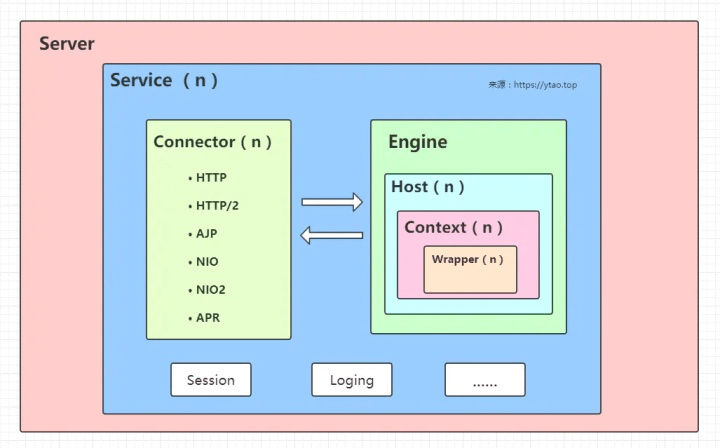 Server
Service （n）
来源：https://ytao.top
Connector（n）
• HTTP
• HTTP/2
• AJP
• NIO
• NIO2
• APR
Engine
Host（n）
Context（n）
Wrapper（n）
Session
Loging
......